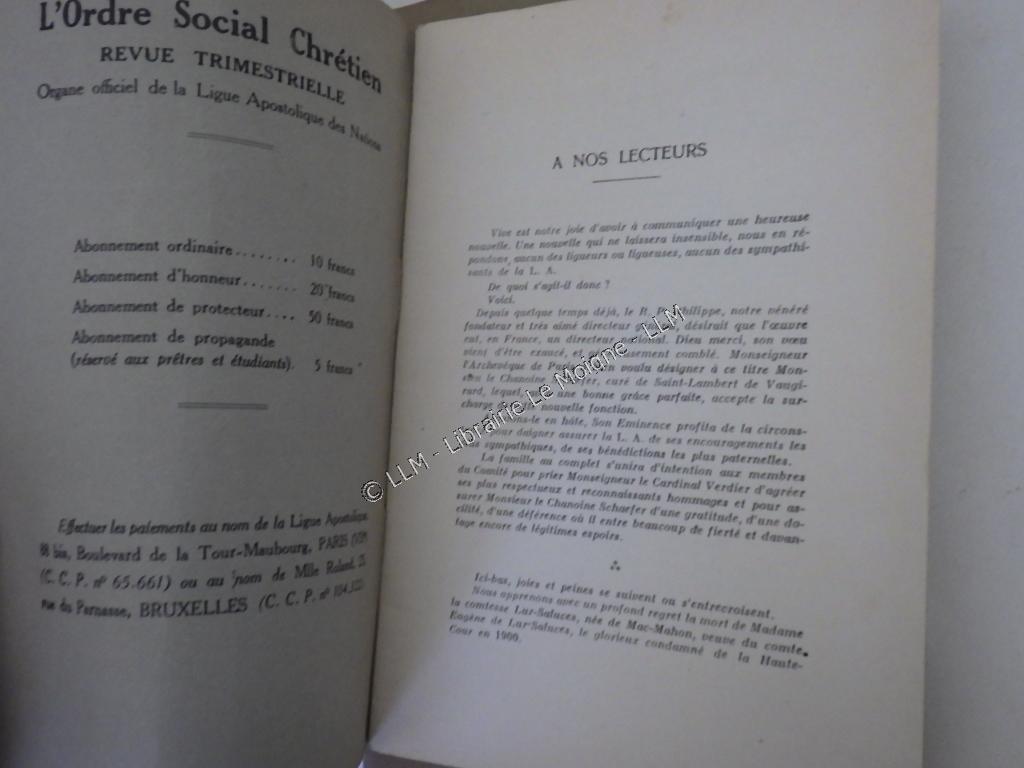 L'Ordre Social Chrétien
REVUE TRIMESTRIELLE
Organe officiel de la Ligue Apostolique des Nations
Abonnement ordinaire........ 10 francs
Abonnement d'honneur....... 20 francs
Abonnement de protecteur.... 50 francs
Abonnement de propagande
(réservé aux prêtres et étudiants). 5 francs
Effectuer les paiements au nom de la Ligue Apostolique
88 bis, Boulevard de la Tour-Maubourg, PARIS
(C. C. P. nº 65.661) ou au nom de Mlle Roland, 23,
rue du Parnasse, BRUXELLES (C. C. P. nº
A NOS LECTEURS
Vive est notre joie d'avoir à communiquer une heureuse
nouvelle. Une nouvelle qui ne laissera insensible, nous en ré-
pondons, aucun des ligueurs ou ligueuses, aucun des sympathi-
sants de la L. A.
De quoi s'agit-il donc ?
Voici.
Depuis quelque temps déjà, le R. P. Philippe, notre vénéré
fondateur et très aimé directeur désirait que l'œuvre
eut, en France, un directeur national. Dieu merci, son vœu
vient d'être exaucé, et comblé. Monseigneur
l'Archevêque de Paris voulu désigner à ce titre Mon-
sieur le Chanoine curé de Saint-Lambert de Vaugi-
rard, lequel, une bonne grâce parfaite, accepte la sur-
charge nouvelle fonction.
en hâte, Son Eminence profita de la circons-
pour daigner assurer la L. A. de ses encouragements les
plus sympathiques, de ses bénédictions les plus paternelles.
La famille au complet s'unira d'intention aux membres
du Comité pour prier Monseigneur le Cardinal Verdier d'agréer
ses plus respectueux et reconnaissants hommages et pour as-
surer Monsieur le Chanoine Schaefer d'une gratitude, d'une do-
cilité, d'une déférence où il entre beaucoup de fierté et davan-
tage encore de légitimes espoirs.
Ici-bas, joies et peines se suivent ou s'entrecroisent.
Nous apprenons avec un profond regret la mort de Madame
la comtesse Lur-Saluces, née de Mac-Mahon, veuve du comte
Eugène de Lur-Saluces, le glorieux condamné de la Haute-
Cour en 1900.
© LLM - Librairie Le Moigne - LLM